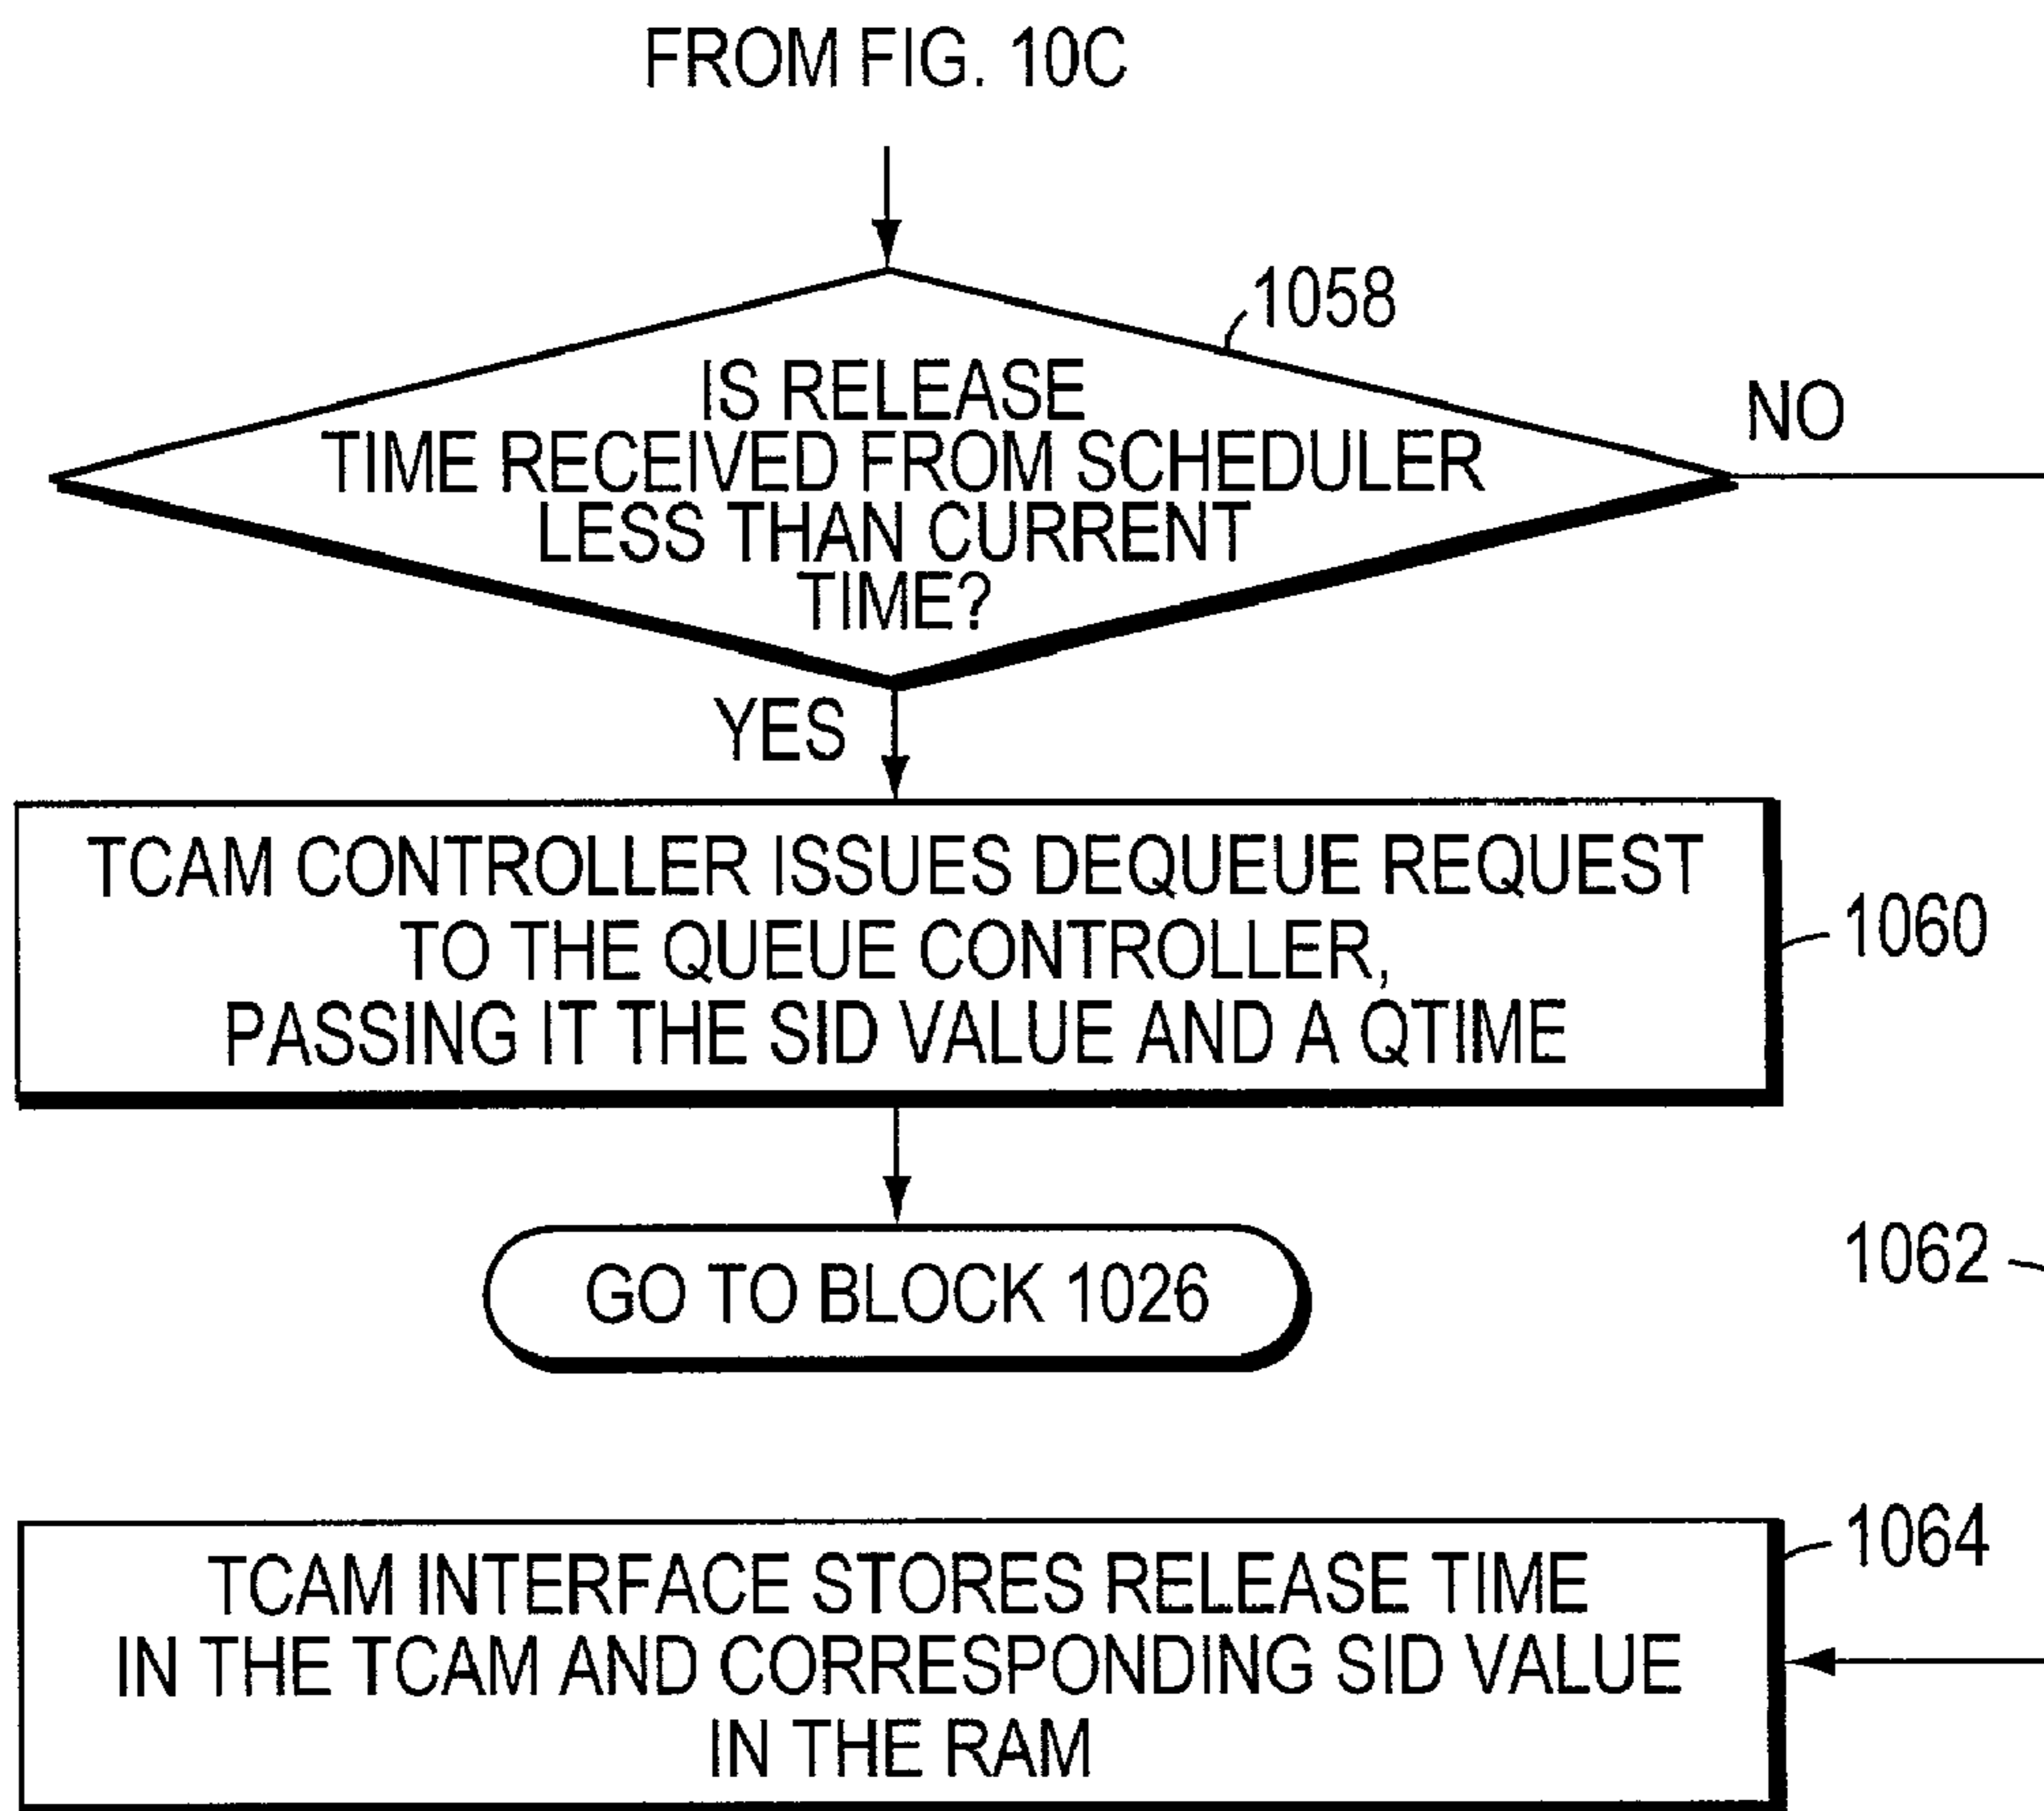 FROM FIG. 10C
1058
IS RELEASE
TIME RECEIVED FROM SCHEDULER
LESS THAN CURRENT
TIME?
NO
YES
TCAM CONTROLLER ISSUES DEQUEUE REQUEST
TO THE QUEUE CONTROLLER,
PASSING IT THE SID VALUE AND A QTIME
1060
GO TO BLOCK 1026
1062
1064
TCAM INTERFACE STORES RELEASE TIME
IN THE TCAM AND CORRESPONDING SID VALUE
IN THE RAM